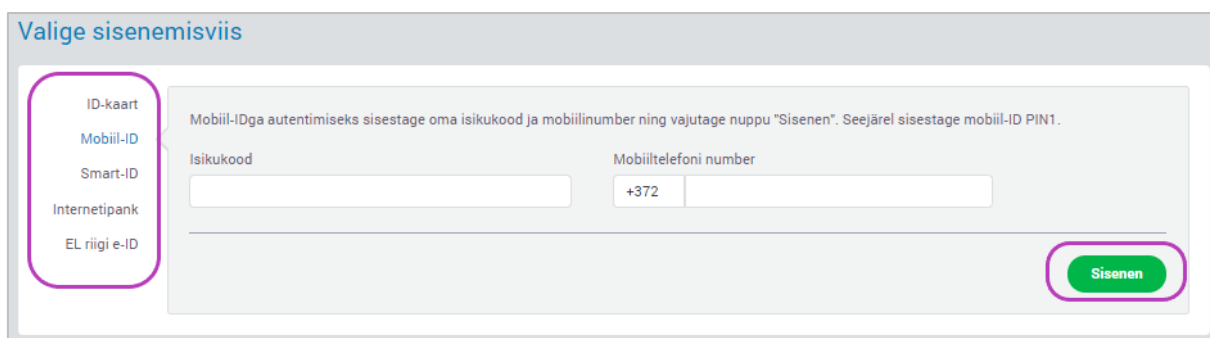 Valige sisenemisviis
ID-kaart
Mobiil-ID
Smart-ID
Internetipank
EL riigi e-ID
Mobiil-IDga autentimiseks sisestage oma isikukood ja mobiilinumber ning vajutage nuppu "Sisenen". Seejärel sisestage mobiil-ID PIN1.
Isikukood
Mobiiltelefoni number
+372
Sisenen